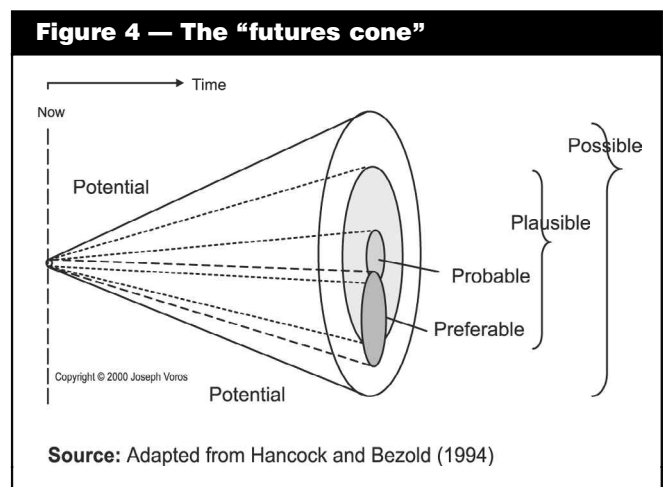 Figure 4 — The “futures cone”
Time
Now
Possible
Potential
Plausible
Probable
Preferable
Copyright © 2000 Joseph Voros
Potential
Source: Adapted from Hancock and Bezold (1994)